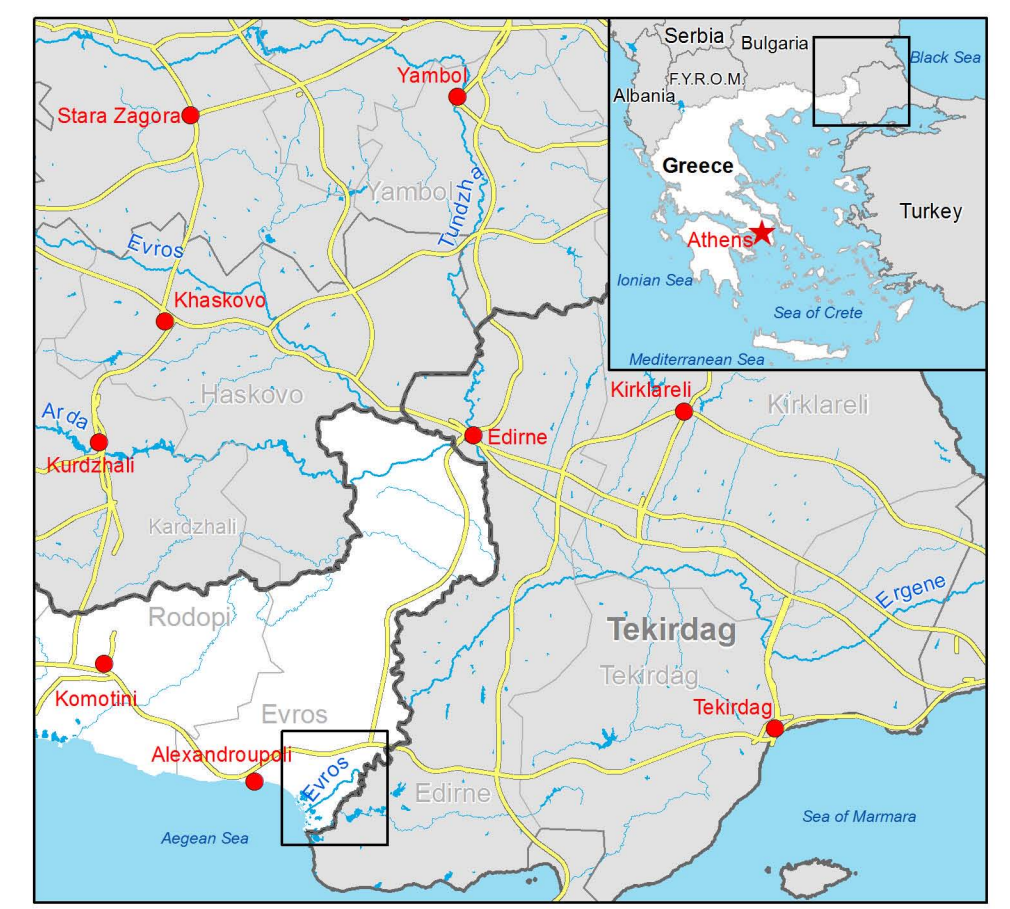 Serbia
Bulgaria
Black Sea
F.Y.R.O.M
Albania
Greece
Turkey
Athens
Ionian Sea
Sea of Crete
Mediterranean Sea
Yambol
Stara Zagora
Yambol
Tundzha
Evros
Khaskovo
Haskovo
Kirklareli
Kirklareli
Arda
Edirne
Kurdzhali
Kardzhali
Ergene
Rodopi
Tekirdag
Tekirdag
Komotini
Evros
Tekirdag
Alexandroupoli
Evros
Edirne
Sea of Marmara
Aegean Sea